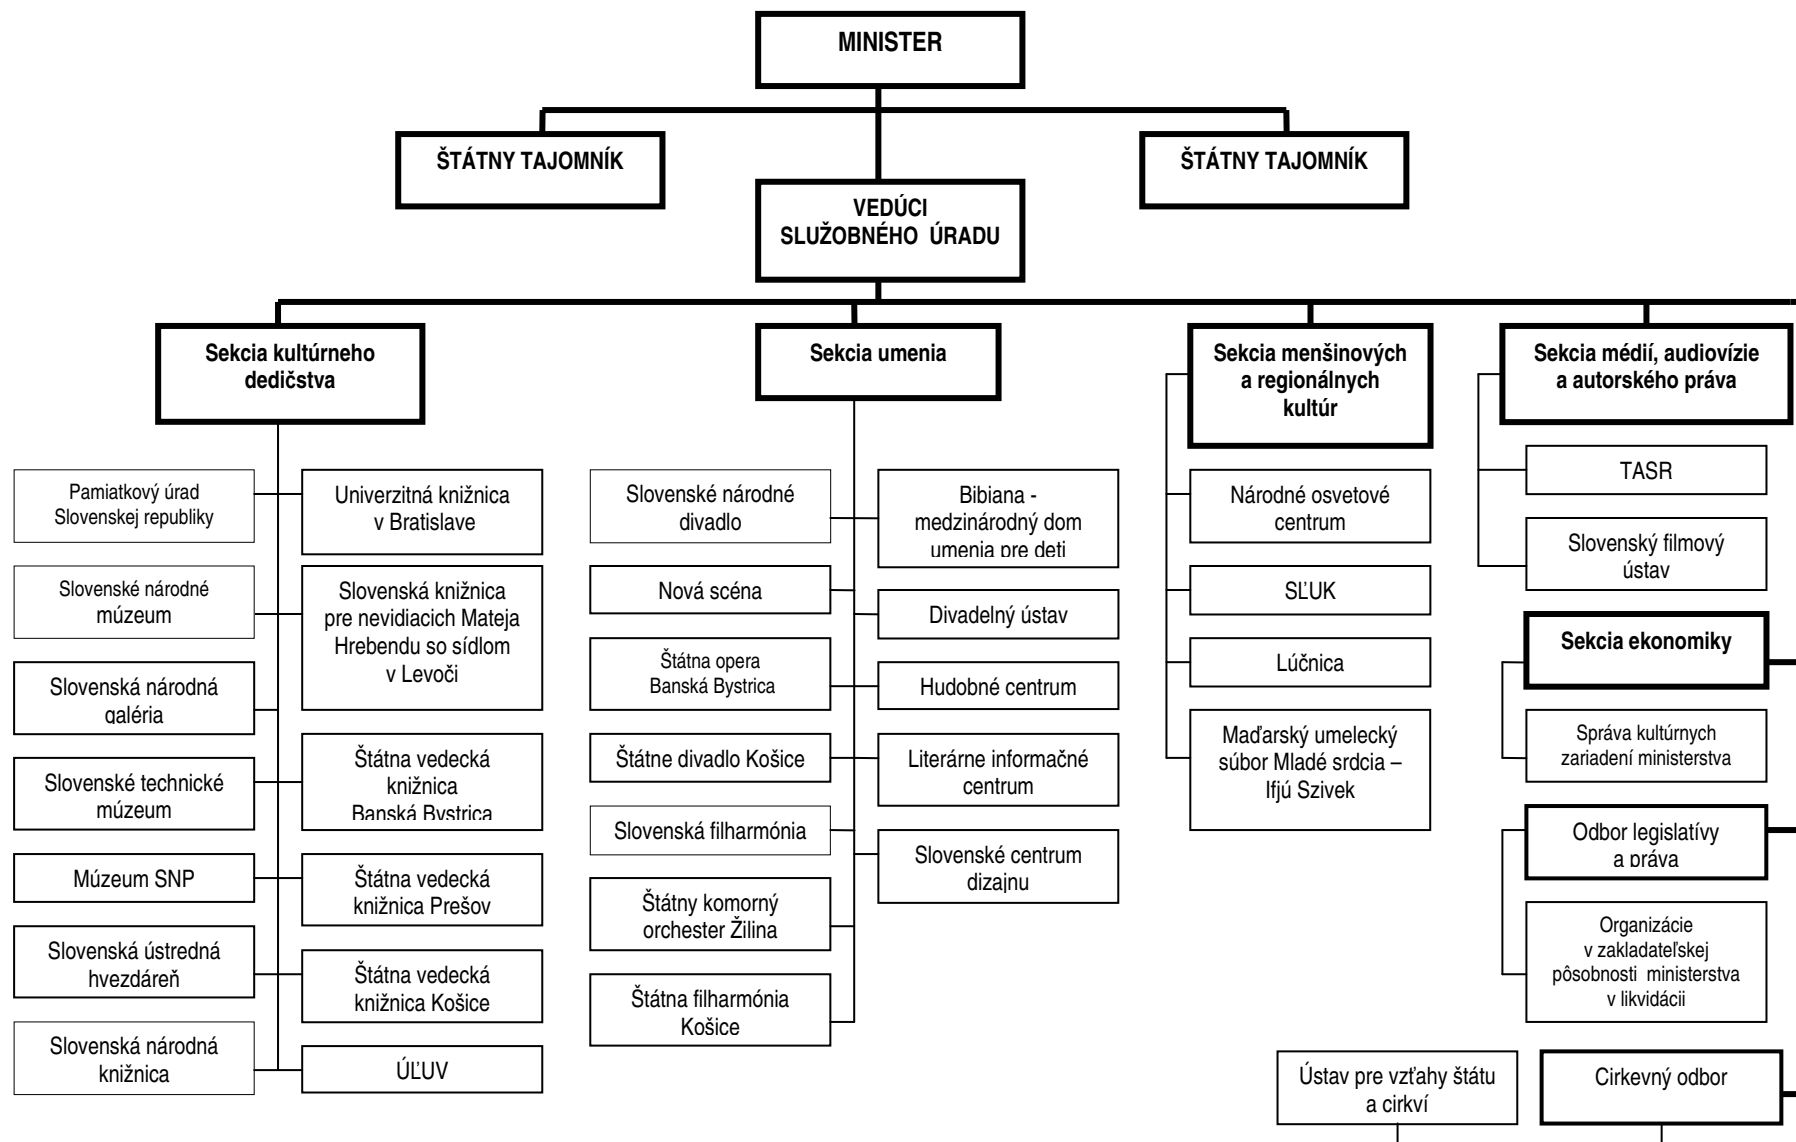 MINISTER
ŠTÁTNY TAJOMNÍK
ŠTÁTNY TAJOMNÍK
VEDÚCI
SLUŽOBNÉHO ÚRADU
Sekcia kultúrneho
dedičstva
Sekcia umenia
Sekcia menšinových
a regionálnych
kultúr
Sekcia médií, audiovízie
a autorského práva
Pamiatkový úrad
Slovenskej republiky
Slovenské národné
múzeum
Slovenská národná
galéria
Slovenské technické
múzeum
Múzeum SNP
Slovenská ústredná
hvezdáreň
Slovenská národná
knižnica
Univerzitná knižnica
v Bratislave
Slovenská knižnica
pre nevidiacich Mateja
Hrebendu so sídlom
v Levoči
Štátna vedecká
knižnica
Banská Bystrica
Štátna vedecká
knižnica Prešov
Štátna vedecká
knižnica Košice
ÚĽUV
Slovenské národné
divadlo
Nová scéna
Štátna opera
Banská Bystrica
Štátne divadlo Košice
Slovenská filharmónia
Štátny komorný
orchester Žilina
Štátna filharmónia
Košice
Bibiana -
medzinárodný dom
umenia pre deti
Divadelný ústav
Hudobné centrum
Literárne informačné
centrum
Slovenské centrum
dizajnu
Národné osvetové
centrum
SĽUK
Lúčnica
Maďarský umelecký
súbor Mladé srdcia –
Ifjú Szivek
TASR
Slovenský filmový
ústav
Sekcia ekonomiky
Správa kultúrnych
zariadení ministerstva
Odbor legislatívy
a práva
Organizácie
v zakladateľskej
pôsobnosti ministerstva
v likvidácii
Ústav pre vzťahy štátu
a cirkví
Cirkevný odbor